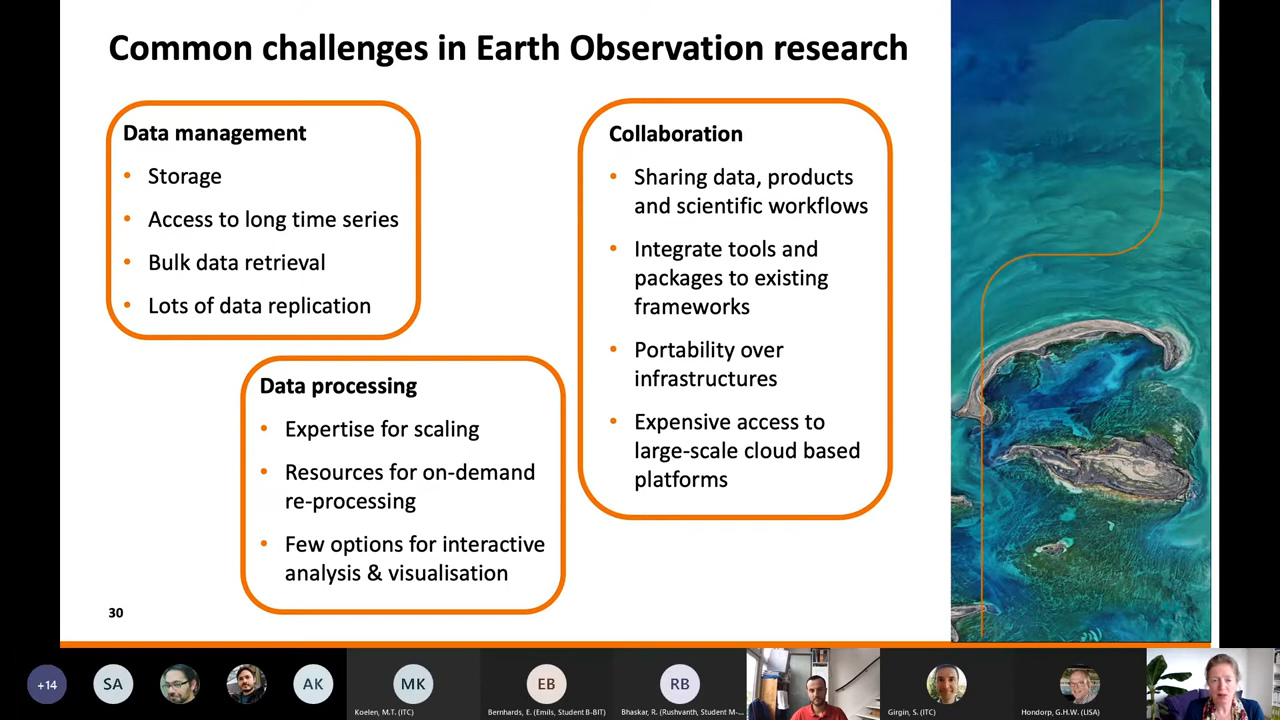 Common challenges in Earth Observation research
Data management
• Storage
• Access to long time series
• Bulk data retrieval
• Lots of data replication
Data processing
• Expertise for scaling
• Resources for on-demand
re-processing
• Few options for interactive
analysis & visualisation
Collaboration
• Sharing data, products
and scientific workflows
• Integrate tools and
packages to existing
frameworks
• Portability over
infrastructures
• Expensive access to
large-scale cloud based
platforms
30
+14
SA
AK
MK
EB
RB
Koelen, M.T. (ITC)
Bernhards, E. (Emils, Student B-BIT)
Bhaskar, R. (Rushvanth, Student M-...
Girgin, S. (ITC)
Hondorp, G.H.W. (LISA)